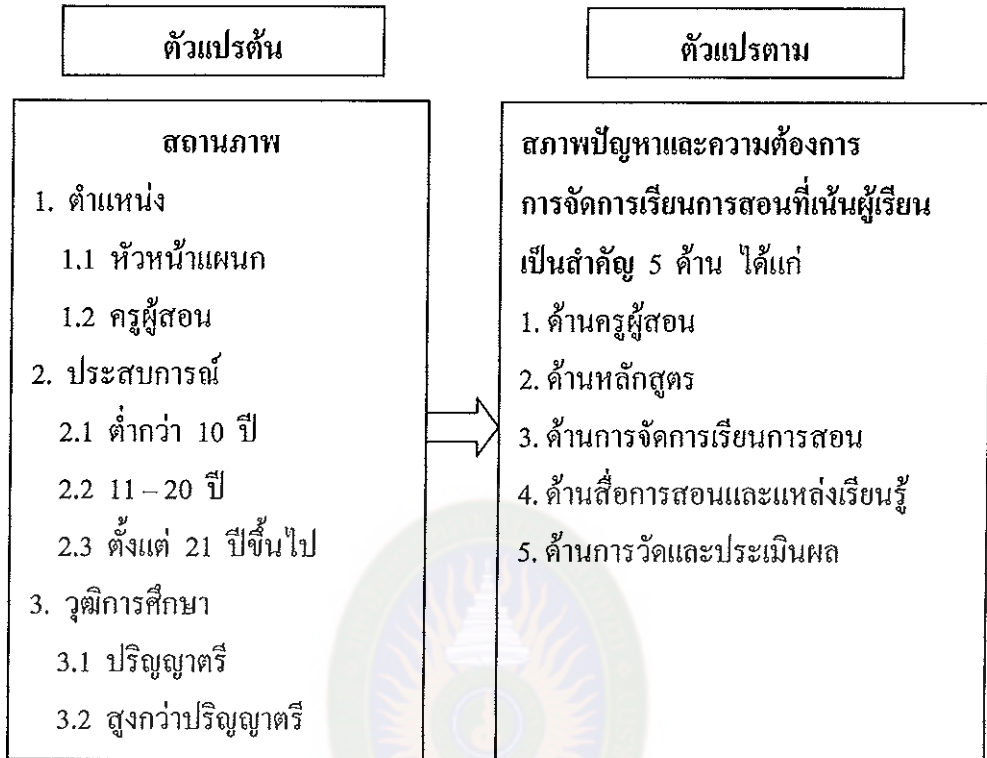 ตัวแปรต้น
ตัวแปรตาม
สถานภาพ
1. ตำแหน่ง
1.1 หัวหน้าแผนก
1.2 ครูผู้สอน
2. ประสบการณ์
2.1 ต่ำกว่า 10 ปี
2.2 11 – 20 ปี
2.3 ตั้งแต่ 21 ปีขึ้นไป
3. วุฒิการศึกษา
3.1 ปริญญาตรี
3.2 สูงกว่าปริญญาตรี
สภาพปัญหาและความต้องการ
การจัดการเรียนการสอนที่เน้นผู้เรียน
เป็นสำคัญ 5 ด้าน ได้แก่
1. ด้านครูผู้สอน
2. ด้านหลักสูตร
3. ด้านการจัดการเรียนการสอน
4. ด้านสื่อการสอนและแหล่งเรียนรู้
5. ด้านการวัดและประเมินผล